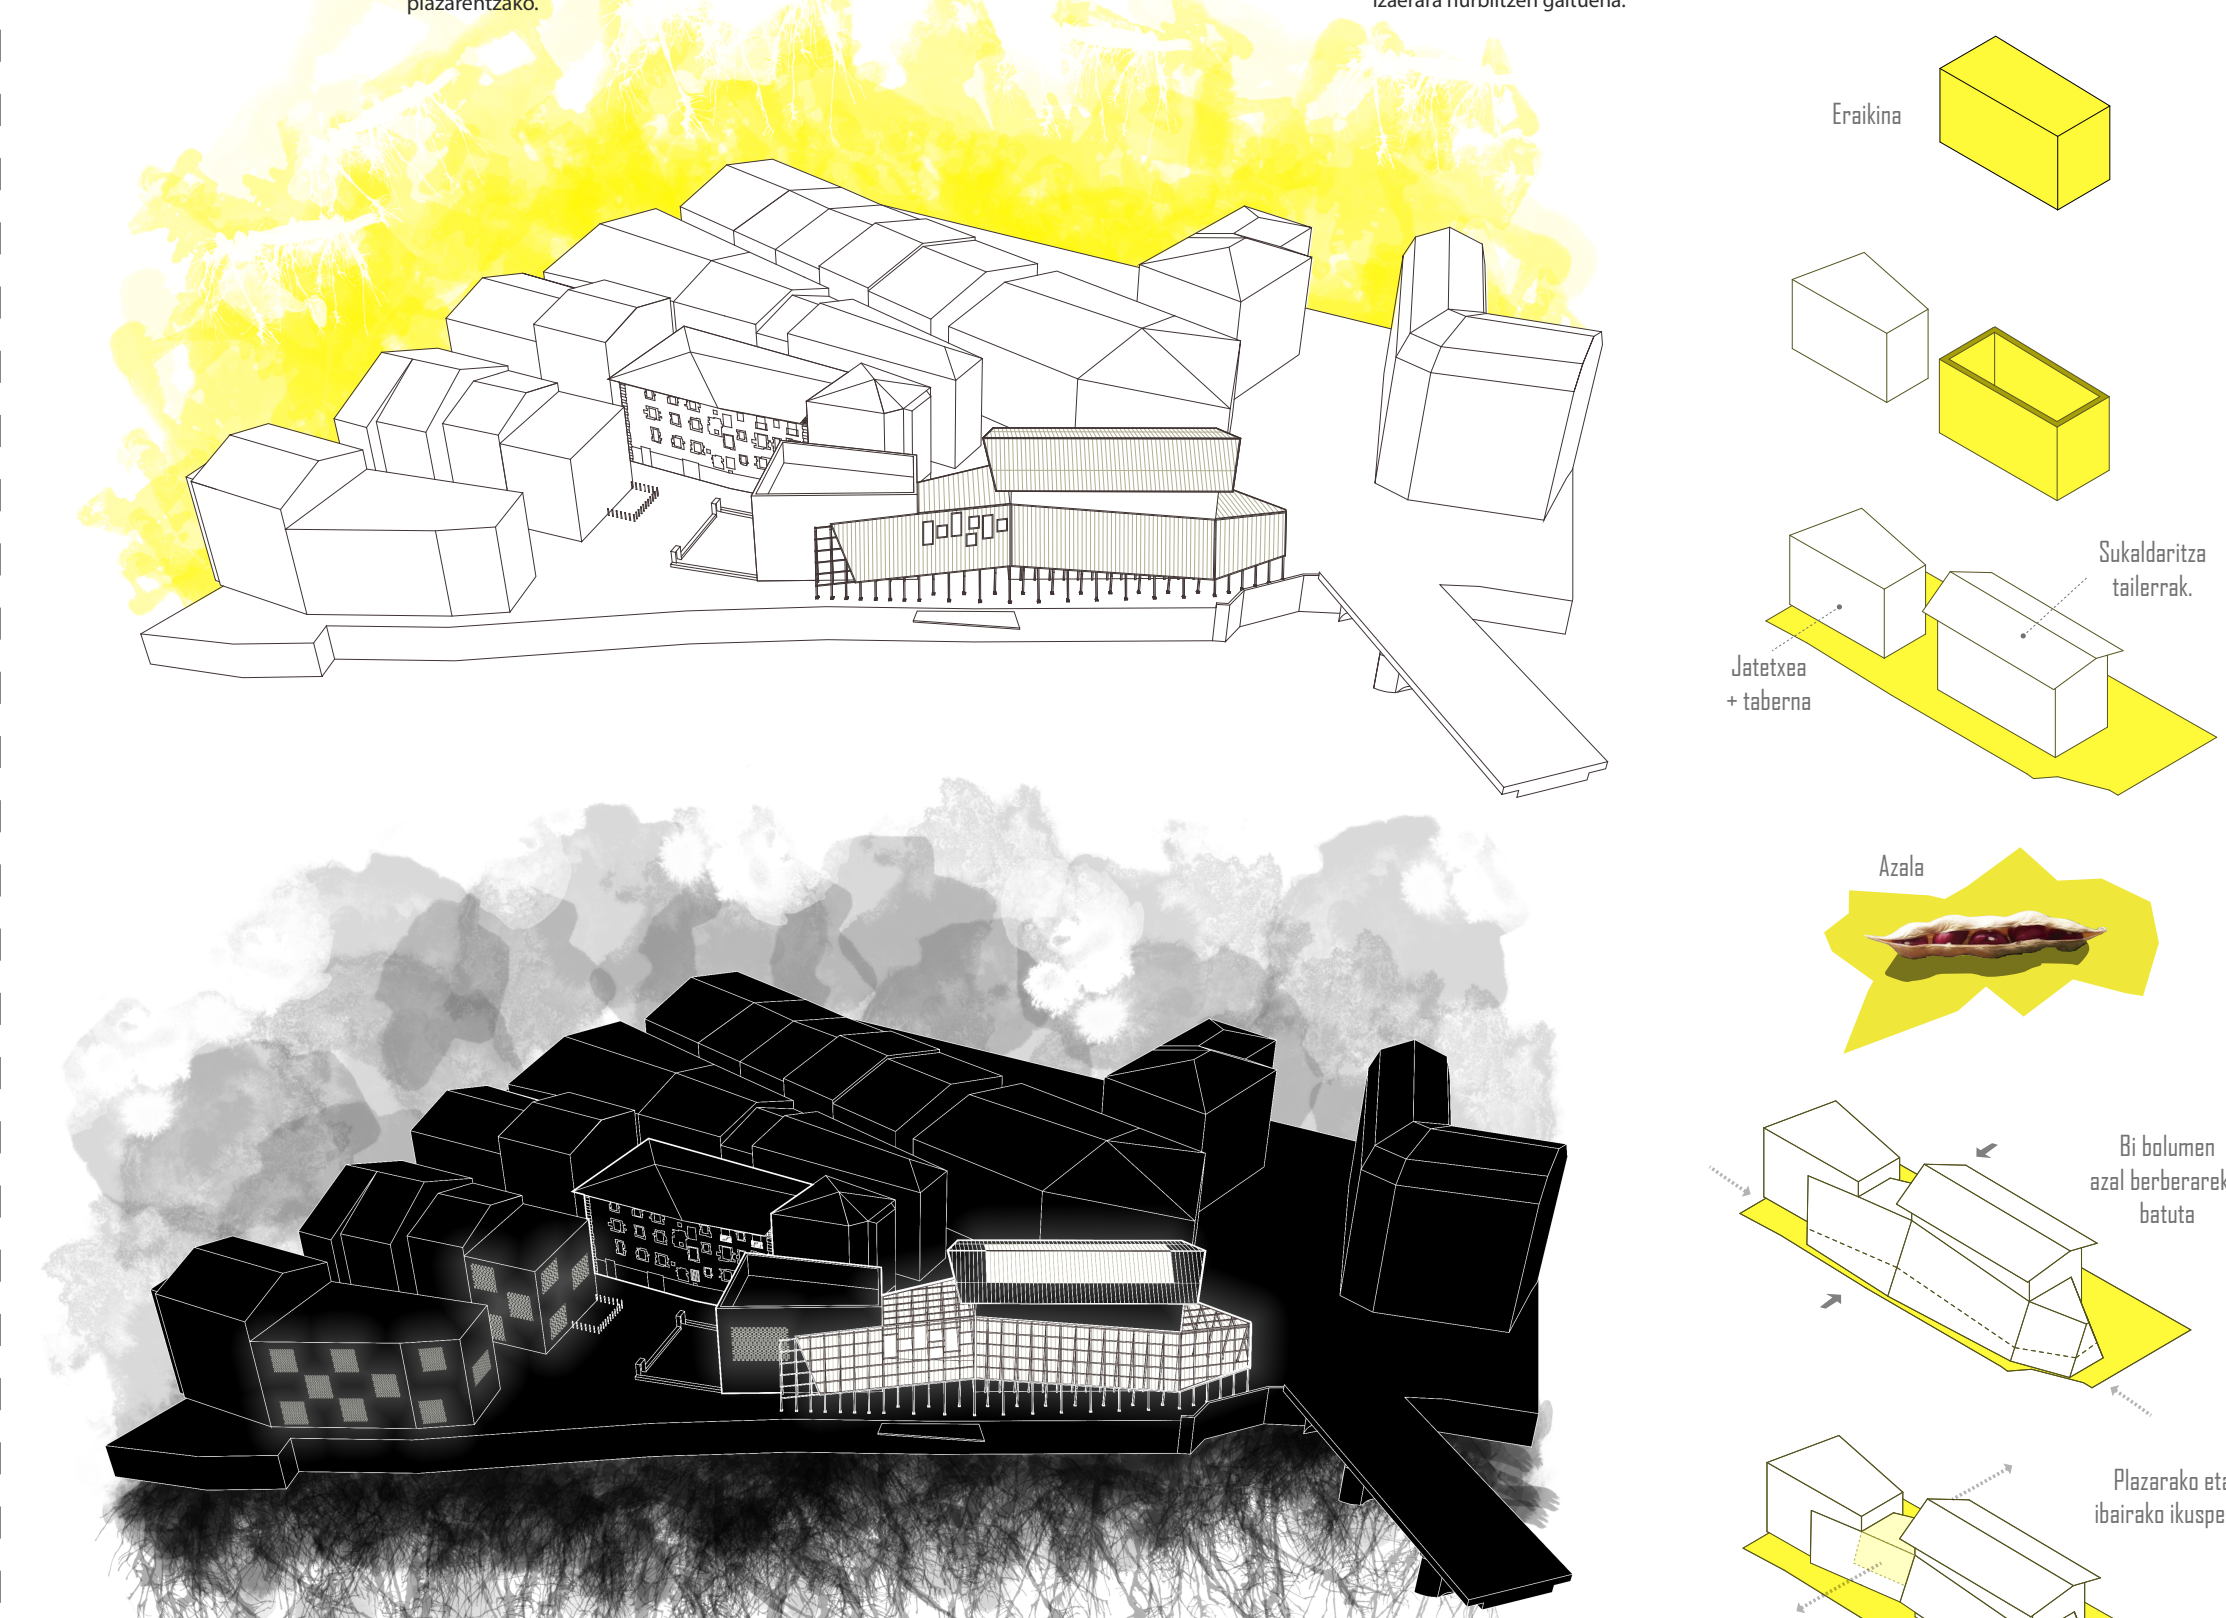 plazarentzako.
izaerara hurbiltzen gaituena.
Eraikina
Sukaldaritza
tailerrak.
Jatetxea
+ taberna
Azala
Bi bolumen
azal berberarek
batuta
Plazarako eta
ibairako ikuspe